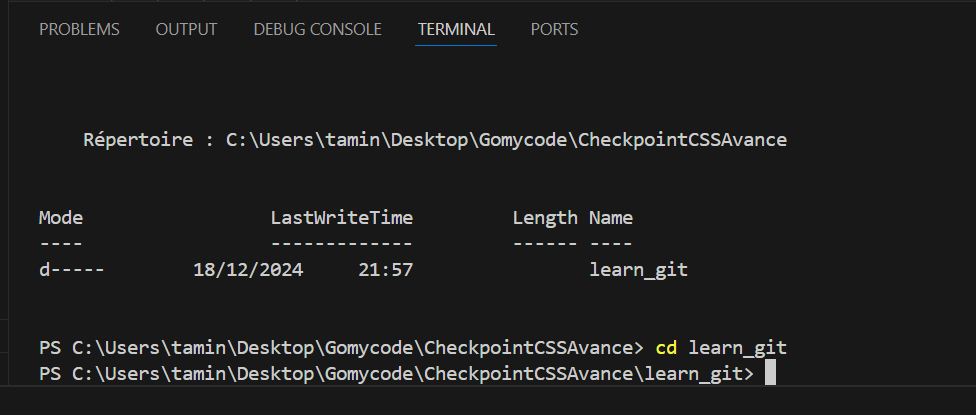 PROBLEMS OUTPUT DEBUG CONSOLE TERMINAL PORTS
Répertoire : C:\Users\tamin\Desktop\Gomycode\CheckpointCSSAvance
Mode LastWriteTime Length Name
---- ------------- ------ ----
d----- 18/12/2024 21:57 learn_git
PS C:\Users\tamin\Desktop\Gomycode\CheckpointCSSAvance> cd learn_git
PS C:\Users\tamin\Desktop\Gomycode\CheckpointCSSAvance\learn_git>